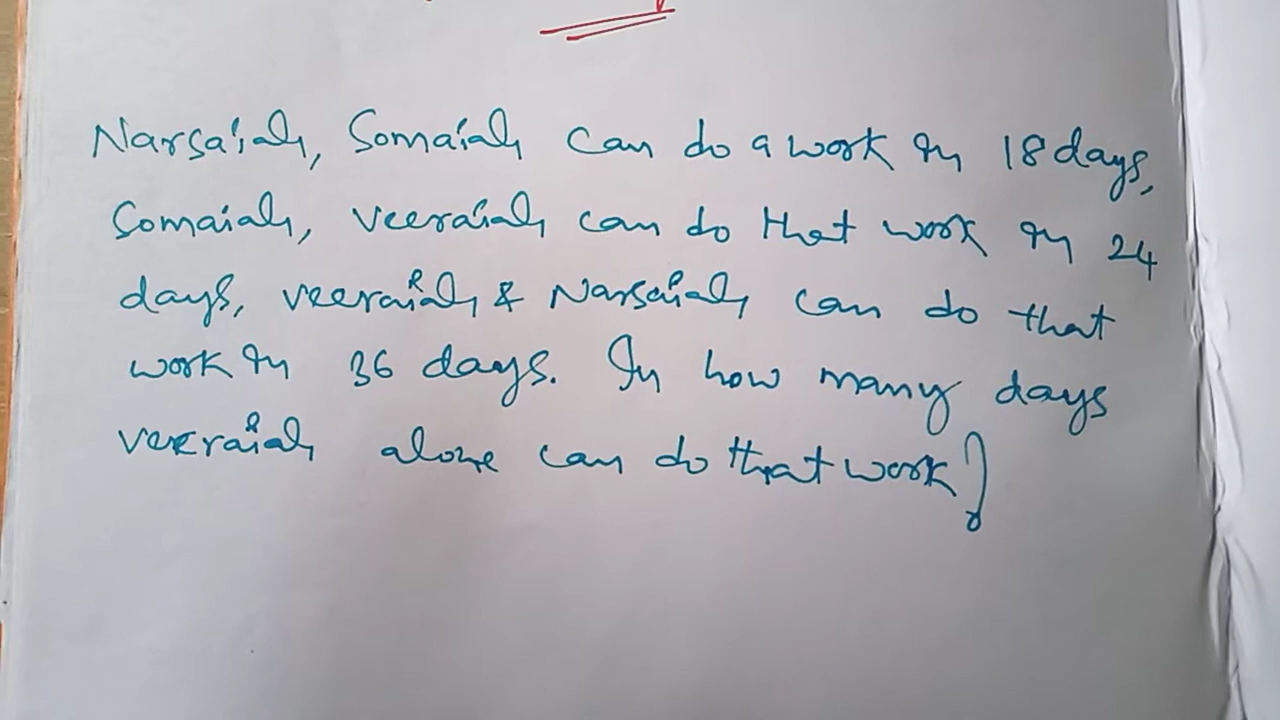 Narsaiah, Somaiah can do a work in 18 days,
Somaiah, Veeraiah can do that work in 24
days, Veeraiah & Narsaiah can do that
work in 36 days. In how many days
Veeraiah alone can do that work?